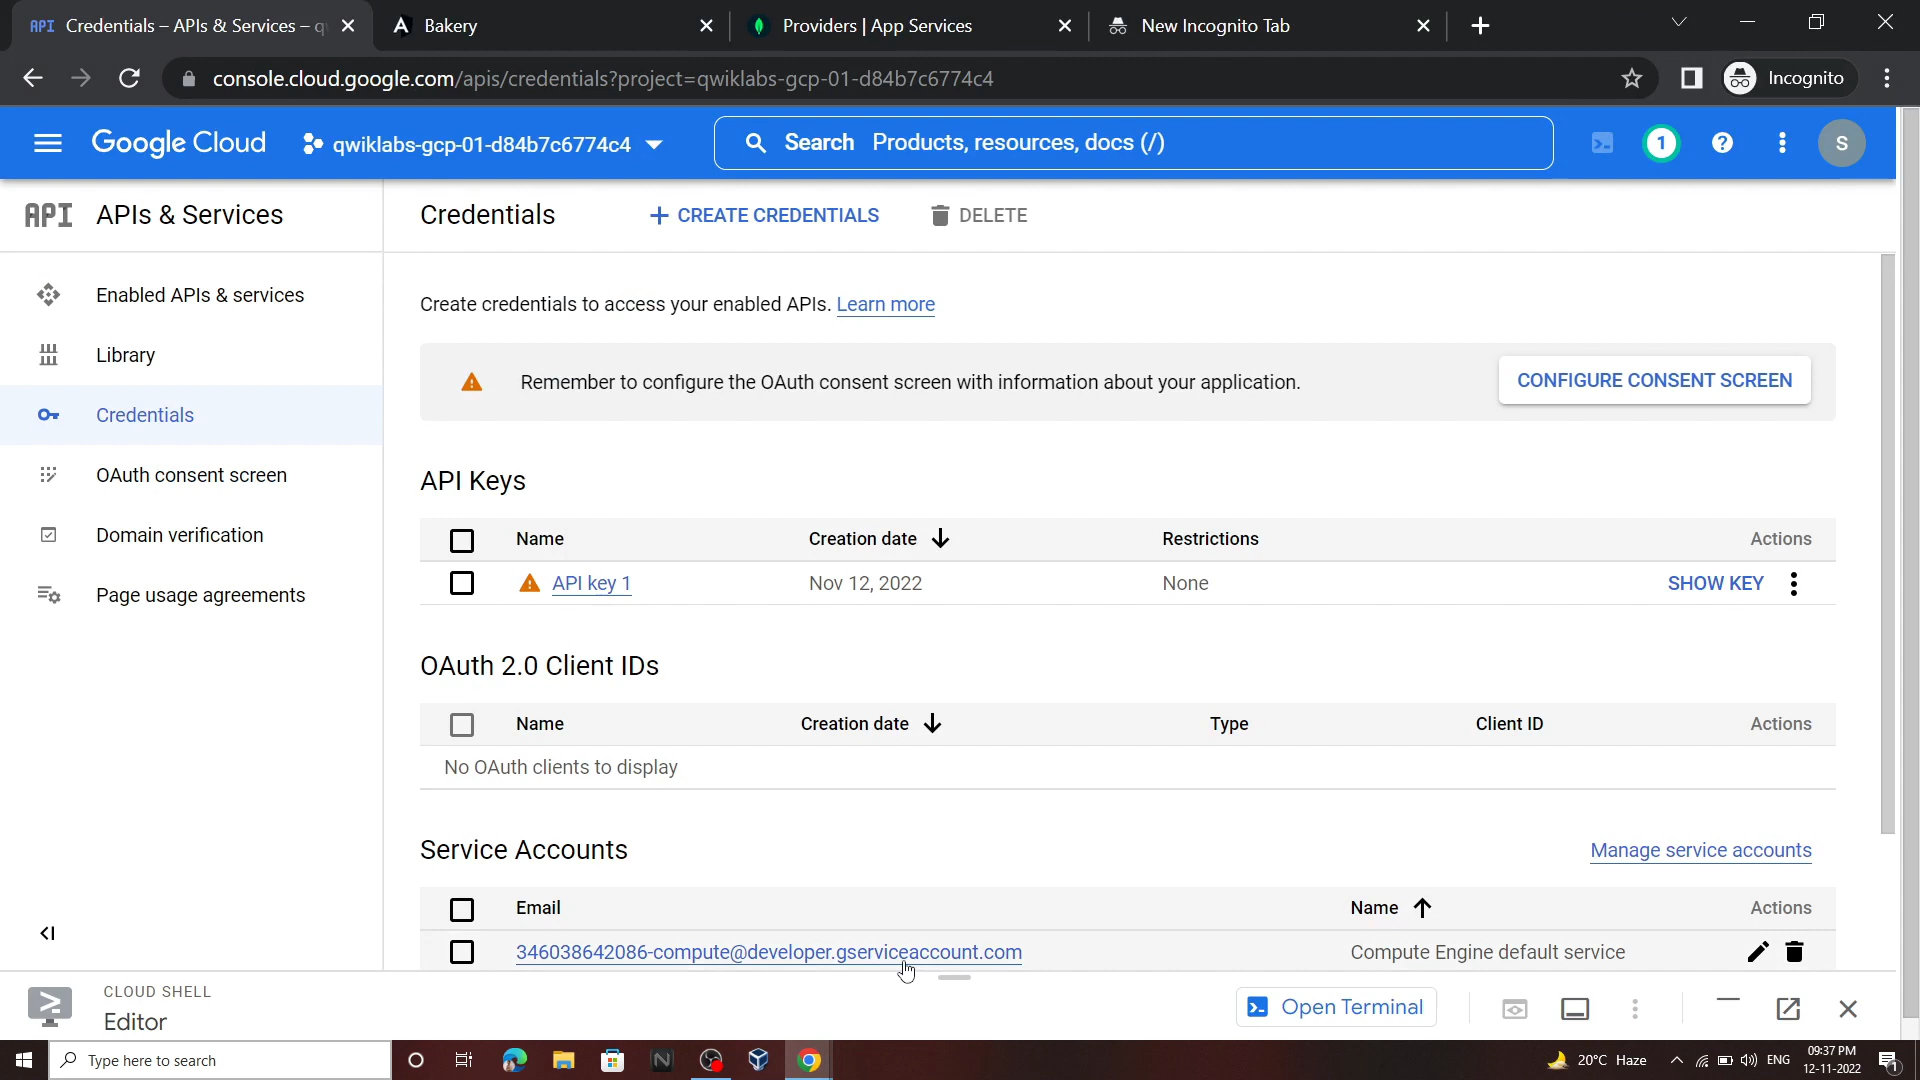 API Credentials – APIs & Services – q
Bakery
Providers | App Services
New Incognito Tab
console.cloud.google.com/apis/credentials?project=qwiklabs-gcp-01-d84b7c6774c4
Incognito
Google Cloud
qwiklabs-gcp-01-d84b7c6774c4
Search Products, resources, docs (/)
1
S
API APIs & Services
Credentials
+ CREATE CREDENTIALS
DELETE
Enabled APIs & services
Library
Credentials
OAuth consent screen
Domain verification
Page usage agreements
Create credentials to access your enabled APIs. Learn more
Remember to configure the OAuth consent screen with information about your application.
CONFIGURE CONSENT SCREEN
API Keys
Name Creation date Restrictions Actions
API key 1 Nov 12, 2022 None SHOW KEY
OAuth 2.0 Client IDs
Name Creation date Type Client ID Actions
No OAuth clients to display
Service Accounts
Manage service accounts
Email Name Actions
346038642086-compute@developer.gserviceaccount.com Compute Engine default service
CLOUD SHELL
Editor
Open Terminal
Type here to search
20°C Haze
ENG
09:37 PM
12-11-2022
1